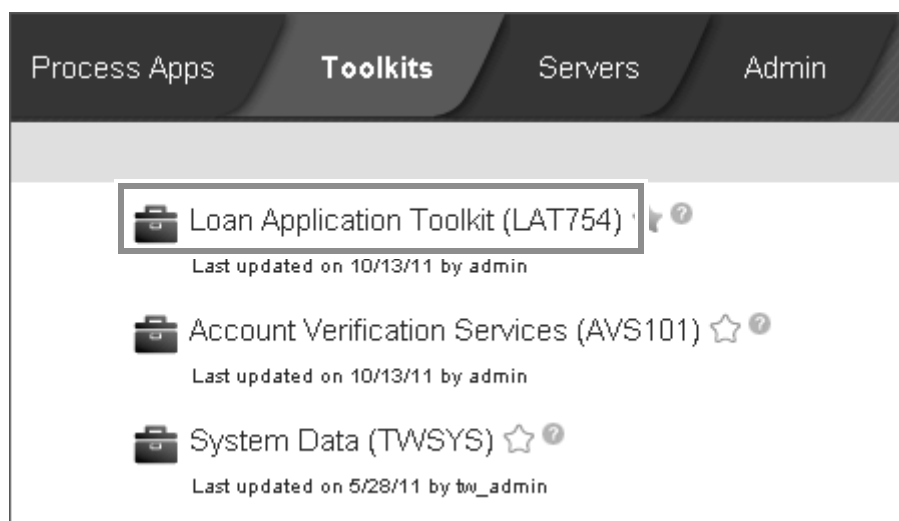 Process Apps Toolkits Servers Admin
Loan Application Toolkit (LAT754) ?
Last updated on 10/13/11 by admin
Account Verification Services (AVS101) ?
Last updated on 10/13/11 by admin
System Data (TWSYS) ?
Last updated on 5/28/11 by tw_admin